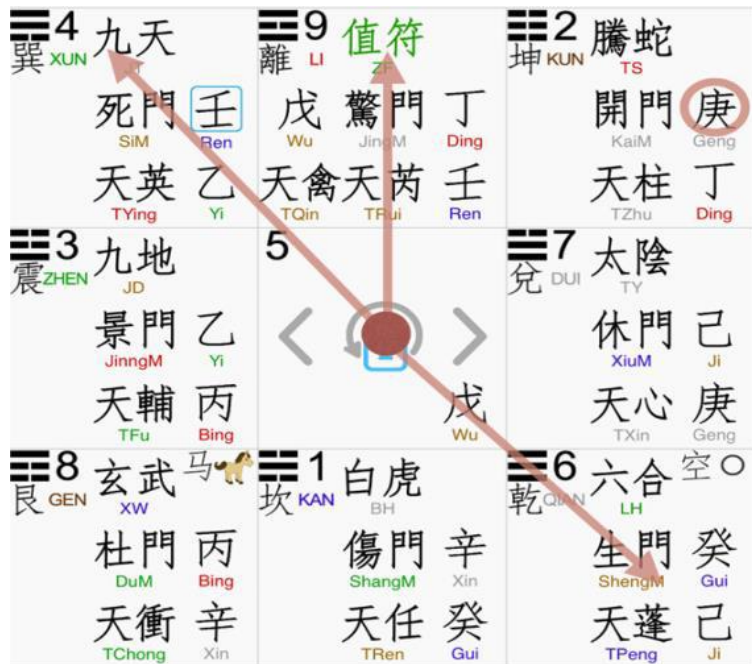 4 九天
巽 XUN
死門 壬
SiM Ren
天英 乙
TYing Yi
9 值符
離 LI ZF
戊 驚門 丁
Wu JingM Ding
天禽 天芮 壬
TQin TRui Ren
2 騰蛇
坤 KUN TS
開門 庚
KaiM Geng
天柱 丁
TZhu Ding
3 九地
震 ZHEN JD
景門 乙
JinngM Yi
天輔 丙
TFu Bing
5
戊
Wu
7 太陰
兌 DUI TY
休門 己
XiuM Ji
天心 庚
TXin Geng
8 玄武 马
艮 GEN XW
杜門 丙
DuM Bing
天衝 辛
TChong Xin
1 白虎
坎 KAN BH
傷門 辛
ShangM Xin
天任 癸
TRen Gui
6 六合 空
乾 QIAN LH
生門 癸
ShengM Gui
天蓬 己
TPeng Ji